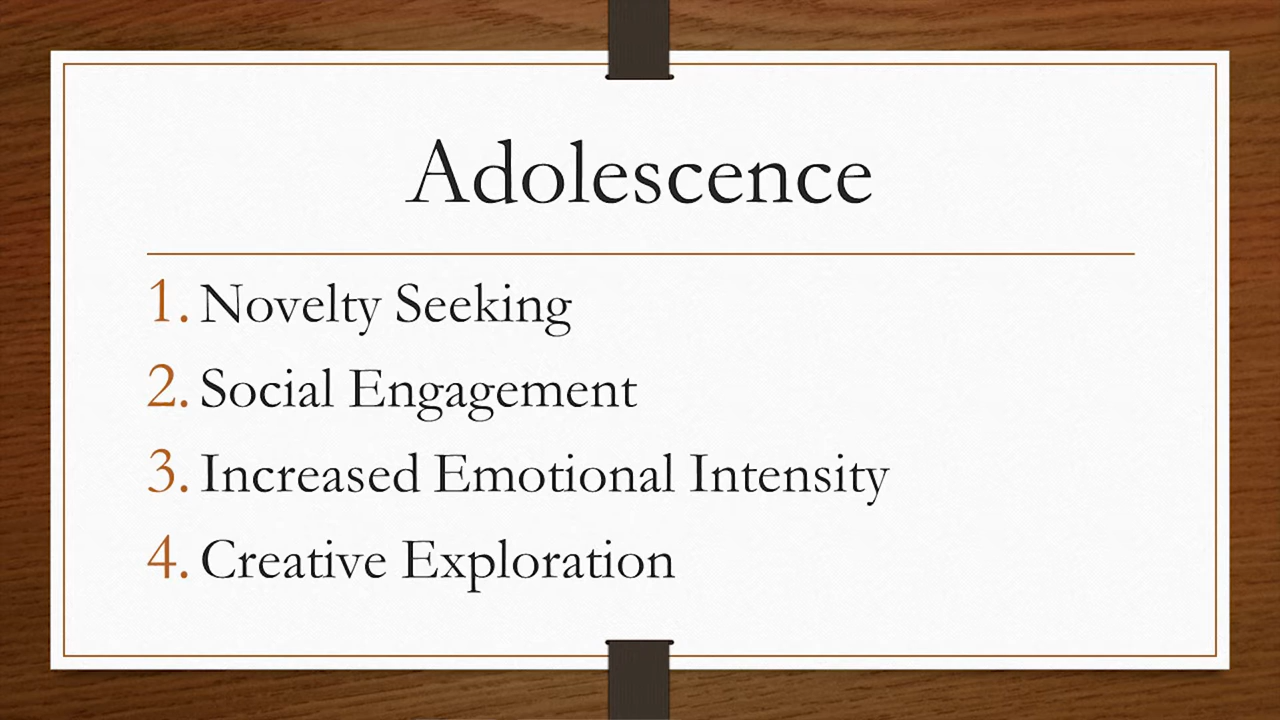 Adolescence
1. Novelty Seeking
2. Social Engagement
3. Increased Emotional Intensity
4. Creative Exploration